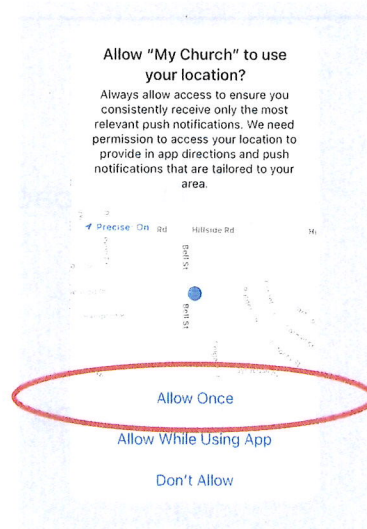 Allow "My Church" to use
your location?
Always allow access to ensure you
consistently receive only the most
relevant push notifications. We need
permission to access your location to
provide in app directions and push
notifications that are tailored to your
area.
Precise: On Rd Hillside Rd
Bell St
Bell St
Allow Once
Allow While Using App
Don't Allow